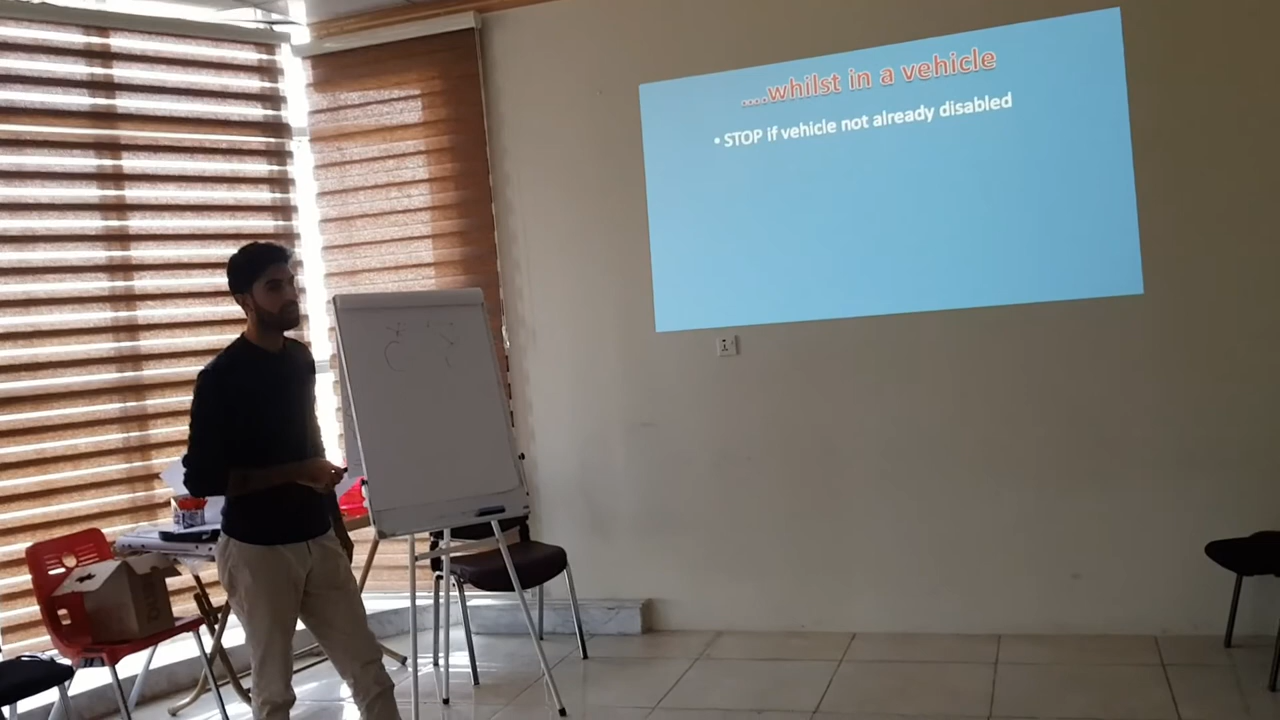 ....whilst in a vehicle
• STOP if vehicle not already disabled